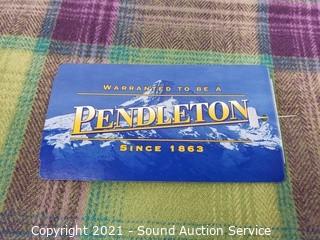 WARRANTED TO BE A
PENDLETON
SINCE 1863
Copyright 2021 - Sound Auction Service